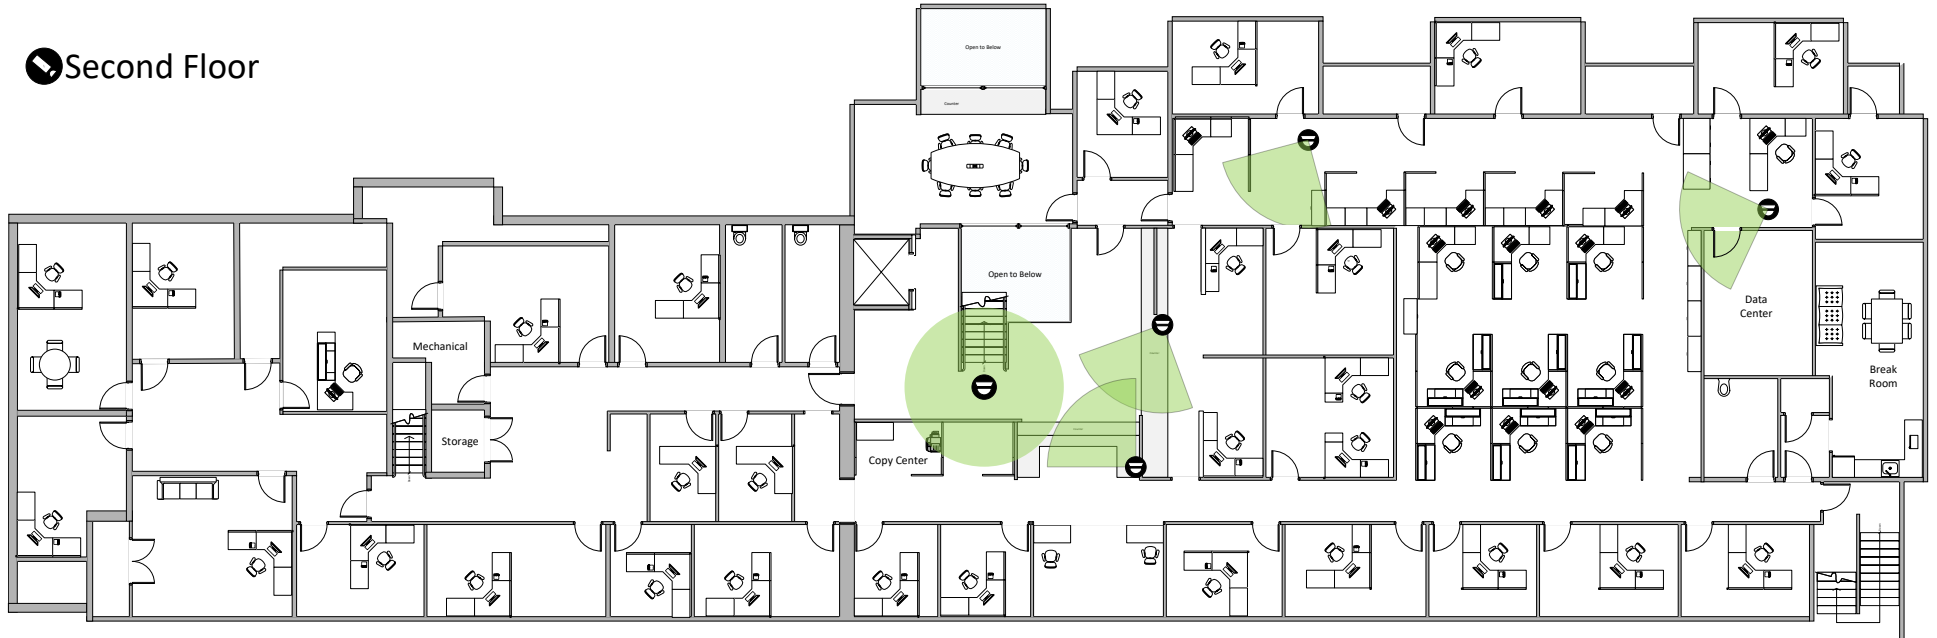 Second Floor
Open to Below
Counter
Open to Below
Mechanical
Storage
Copy Center
Data
Center
Break
Room